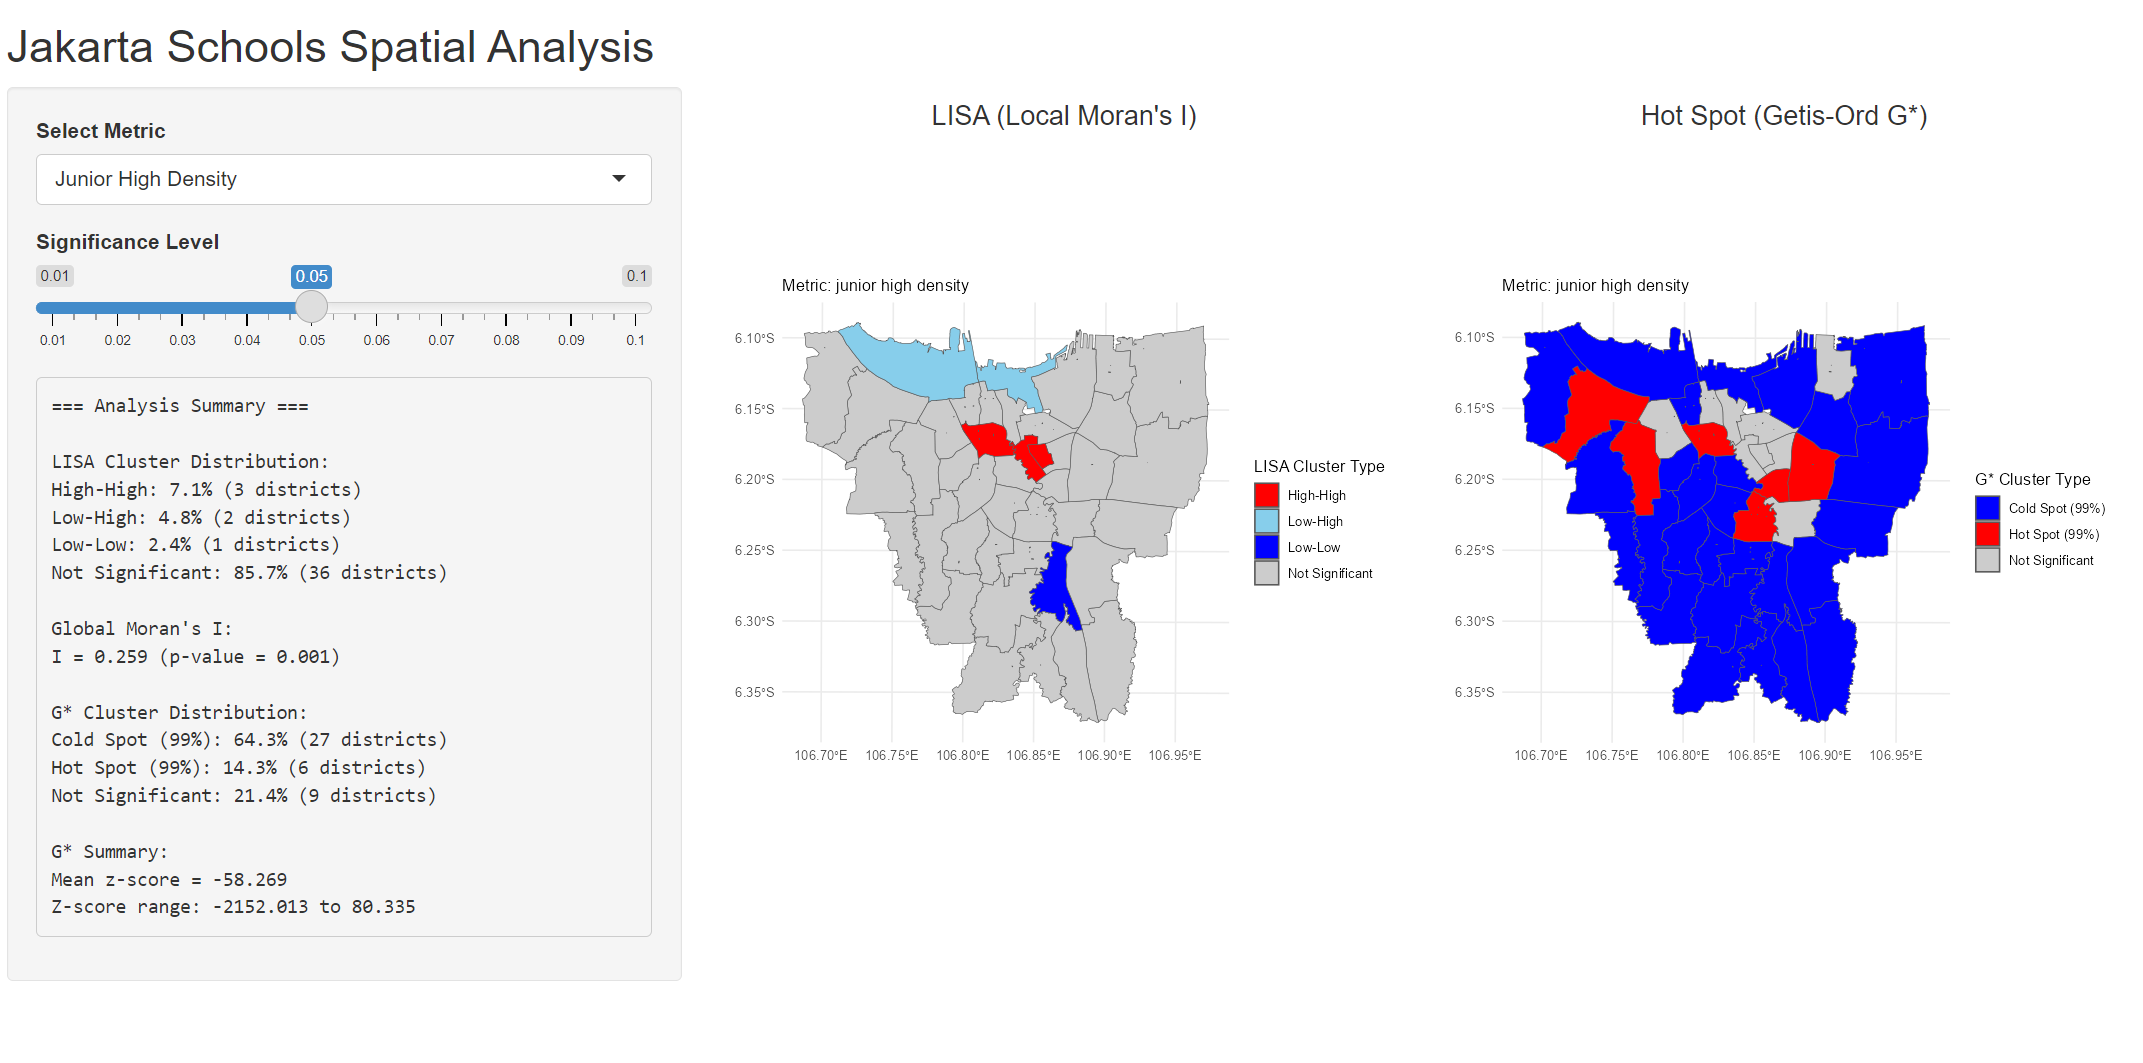 Jakarta Schools Spatial Analysis
Select Metric
Junior High Density
Significance Level
0.01
0.05
0.1
0.01 0.02 0.03 0.04 0.05 0.06 0.07 0.08 0.09 0.1
=== Analysis Summary ===
LISA Cluster Distribution:
High-High: 7.1% (3 districts)
Low-High: 4.8% (2 districts)
Low-Low: 2.4% (1 districts)
Not Significant: 85.7% (36 districts)
Global Moran's I:
I = 0.259 (p-value = 0.001)
G* Cluster Distribution:
Cold Spot (99%): 64.3% (27 districts)
Hot Spot (99%): 14.3% (6 districts)
Not Significant: 21.4% (9 districts)
G* Summary:
Mean z-score = -58.269
Z-score range: -2152.013 to 80.335
LISA (Local Moran's I)
Metric: junior high density
6.10°S
6.15°S
6.20°S
6.25°S
6.30°S
6.35°S
106.70°E 106.75°E 106.80°E 106.85°E 106.90°E 106.95°E
LISA Cluster Type
High-High
Low-High
Low-Low
Not Significant
Hot Spot (Getis-Ord G*)
Metric: junior high density
6.10°S
6.15°S
6.20°S
6.25°S
6.30°S
6.35°S
106.70°E 106.75°E 106.80°E 106.85°E 106.90°E 106.95°E
G* Cluster Type
Cold Spot (99%)
Hot Spot (99%)
Not Significant